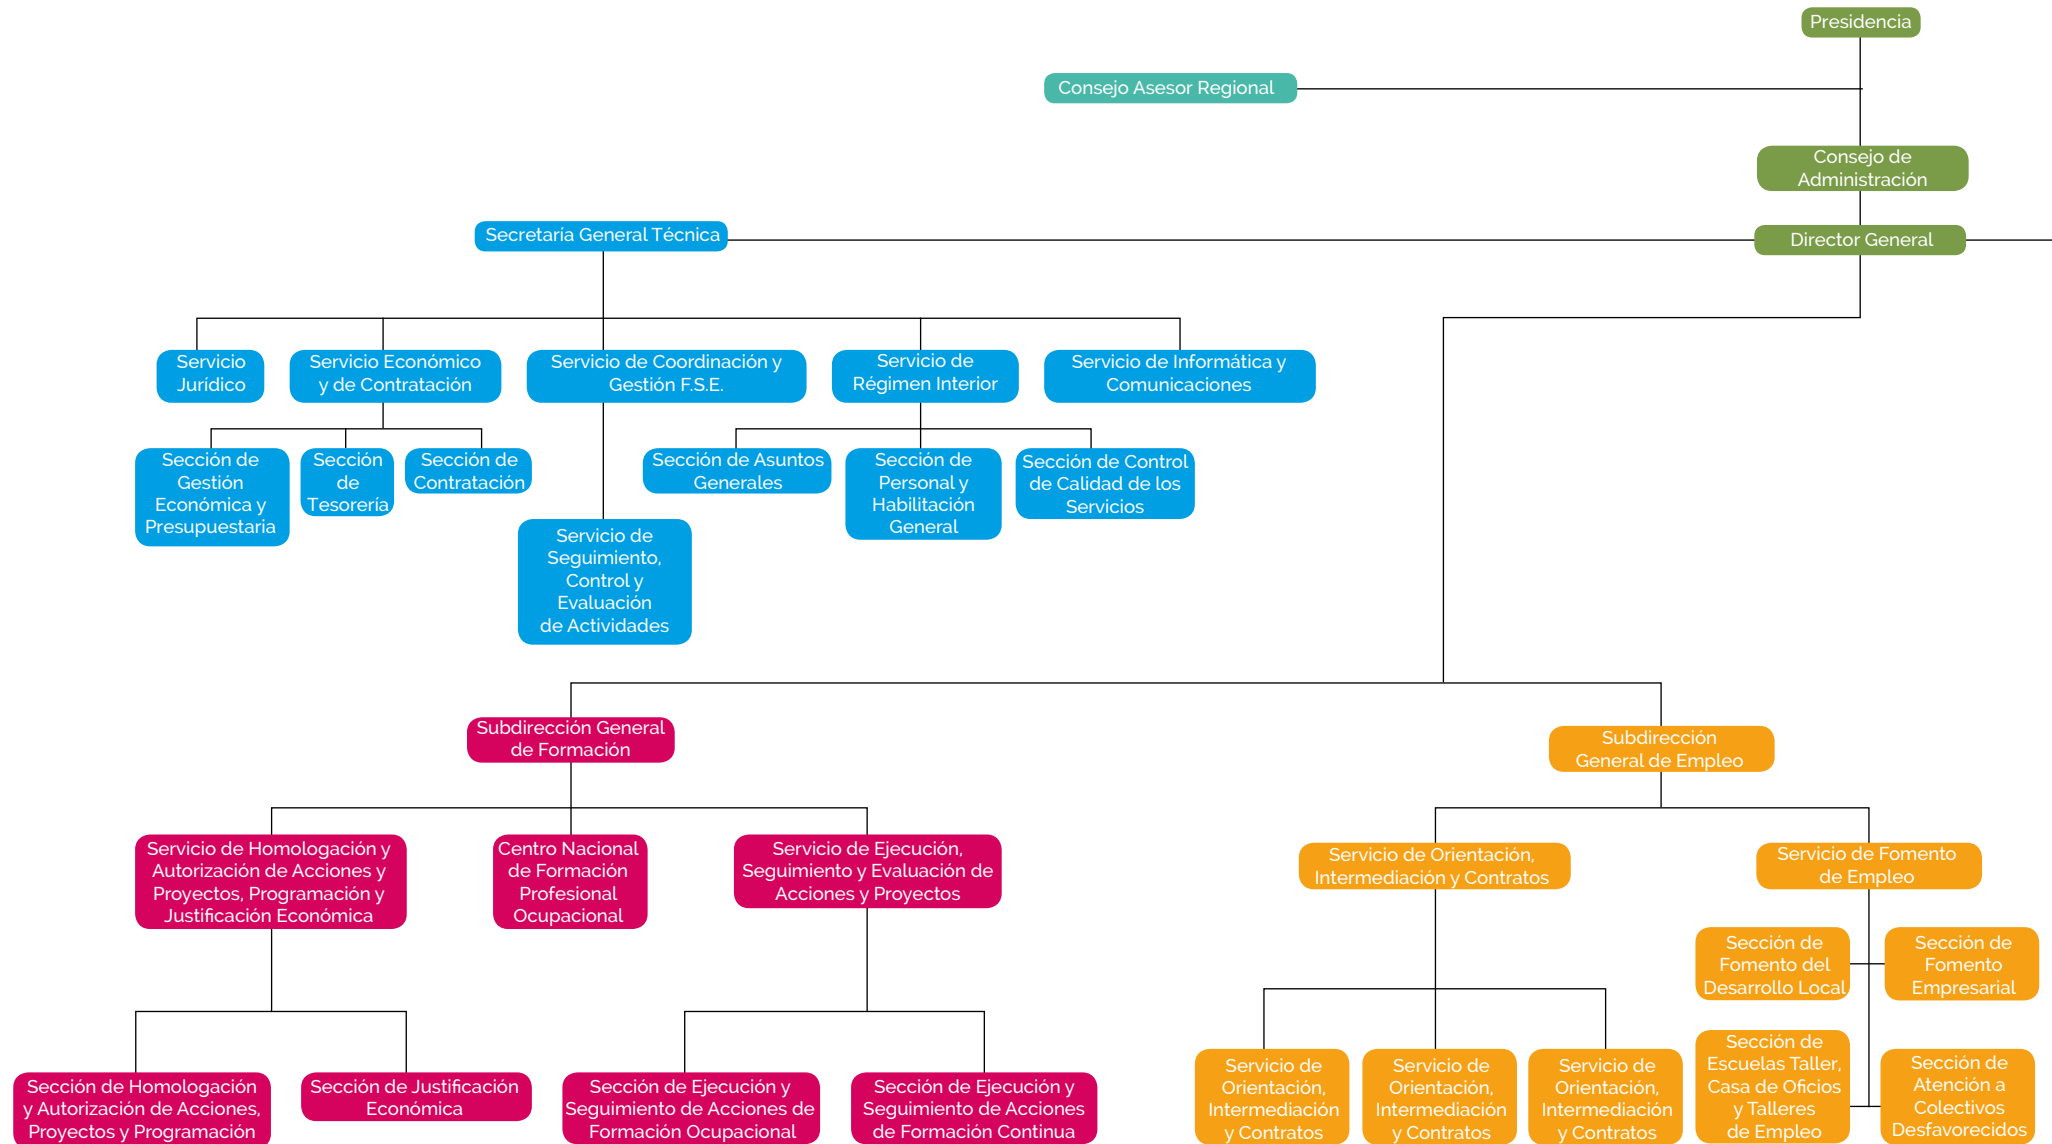 Presidencia
Consejo Asesor Regional
Consejo de
Administración
Secretaría General Técnica
Director General
Servicio
Jurídico
Servicio Económico
y de Contratación
Servicio de Coordinación y
Gestión F.S.E.
Servicio de
Régimen Interior
Servicio de Informática y
Comunicaciones
Sección de
Gestión
Económica y
Presupuestaria
Sección
de
Tesorería
Sección de
Contratación
Sección de Asuntos
Generales
Sección de
Personal y
Habilitación
General
Sección de Control
de Calidad de los
Servicios
Servicio de
Seguimiento,
Control y
Evaluación
de Actividades
Subdirección General
de Formación
Subdirección
General de Empleo
Servicio de Homologación y
Autorización de Acciones y
Proyectos, Programación y
Justificación Económica
Centro Nacional
de Formación
Profesional
Ocupacional
Servicio de Ejecución,
Seguimiento y Evaluación de
Acciones y Proyectos
Servicio de Orientación,
Intermediación y Contratos
Servicio de Fomento
de Empleo
Sección de
Fomento del
Desarrollo Local
Sección de
Fomento
Empresarial
Sección de Homologación
y Autorización de Acciones,
Proyectos y Programación
Sección de Justificación
Económica
Sección de Ejecución y
Seguimiento de Acciones de
Formación Ocupacional
Sección de Ejecución y
Seguimiento de Acciones
de Formación Continua
Servicio de
Orientación,
Intermediación
y Contratos
Servicio de
Orientación,
Intermediación
y Contratos
Servicio de
Orientación,
Intermediación
y Contratos
Sección de
Escuelas Taller,
Casa de Oficios
y Talleres
de Empleo
Sección de
Atención a
Colectivos
Desfavorecidos